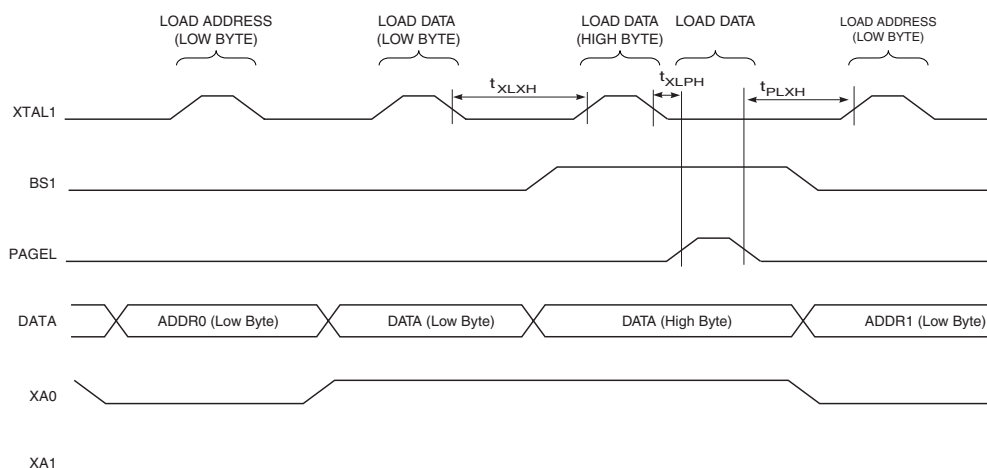 LOAD ADDRESS
(LOW BYTE)
LOAD DATA
(LOW BYTE)
LOAD DATA
(HIGH BYTE)
LOAD DATA
LOAD ADDRESS
(LOW BYTE)
tXLXH
tXLPH
tPLXH
XTAL1
BS1
PAGEL
DATA
ADDR0 (Low Byte)
DATA (Low Byte)
DATA (High Byte)
ADDR1 (Low Byte)
XA0
XA1